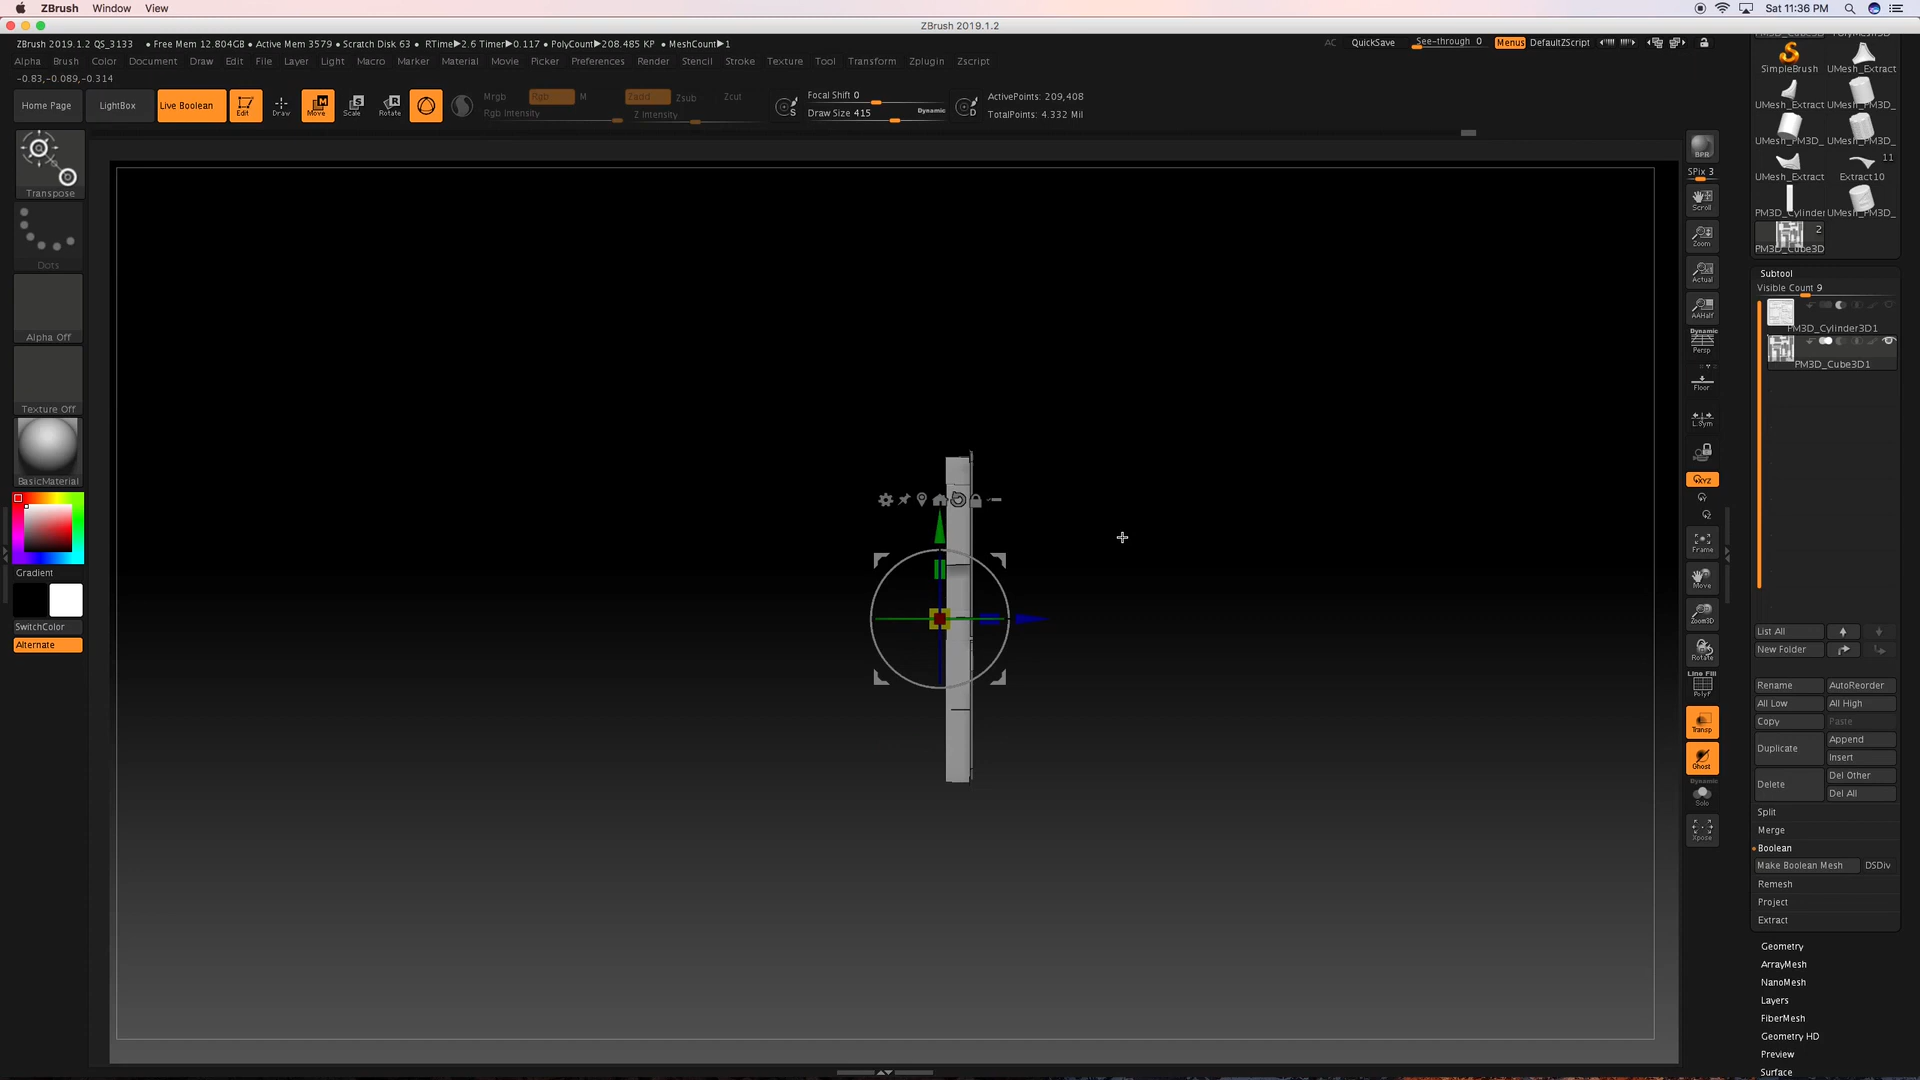 ZBrush Window View Sat 11:36 PM
ZBrush 2019.1.2
ZBrush 2019.1.2 QS_3133 • Free Mem 12.804GB • Active Mem 3579 • Scratch Disk 63 • RTime▶2.6 Timer▶0.117 • PolyCount▶208.485 KP • MeshCount▶1
AC QuickSave See-through 0 Menus DefaultZScript
Alpha Brush Color Document Draw Edit File Layer Light Macro Marker Material Movie Picker Preferences Render Stencil Stroke Texture Tool Transform Zplugin Zscript
-0.83,-0.089,-0.314
Home Page LightBox Live Boolean Edit Draw Move Scale Rotate
Mrgb Rgb M Zadd Zsub Zcut
Rgb Intensity Z Intensity
Focal Shift 0
Draw Size 415 Dynamic
ActivePoints: 209,408
TotalPoints: 4.332 Mil
Transpose
Dots
Alpha Off
Texture Off
BasicMaterial
Gradient
SwitchColor
Alternate
BPR
SPix 3
Scroll
Zoom
Actual
AAHalf
Dynamic
Persp
Floor
L.Sym
XYZ
Frame
Move
Zoom3D
Rotate
Line Fill
PolyF
Transp
Ghost
Dynamic
Solo
Xpose
SimpleBrush UMesh_Extract
UMesh_Extract UMesh_PM3D_
UMesh_PM3D_ UMesh_PM3D_
11
UMesh_Extract Extract10
PM3D_Cylinder UMesh_PM3D_
2
PM3D_Cube3D
Subtool
Visible Count 9
PM3D_Cylinder3D1
PM3D_Cube3D1
List All
New Folder
Rename AutoReorder
All Low All High
Copy Paste
Duplicate Append
Insert
Delete Del Other
Del All
Split
Merge
Boolean
Make Boolean Mesh DSDiv
Remesh
Project
Extract
Geometry
ArrayMesh
NanoMesh
Layers
FiberMesh
Geometry HD
Preview
Surface